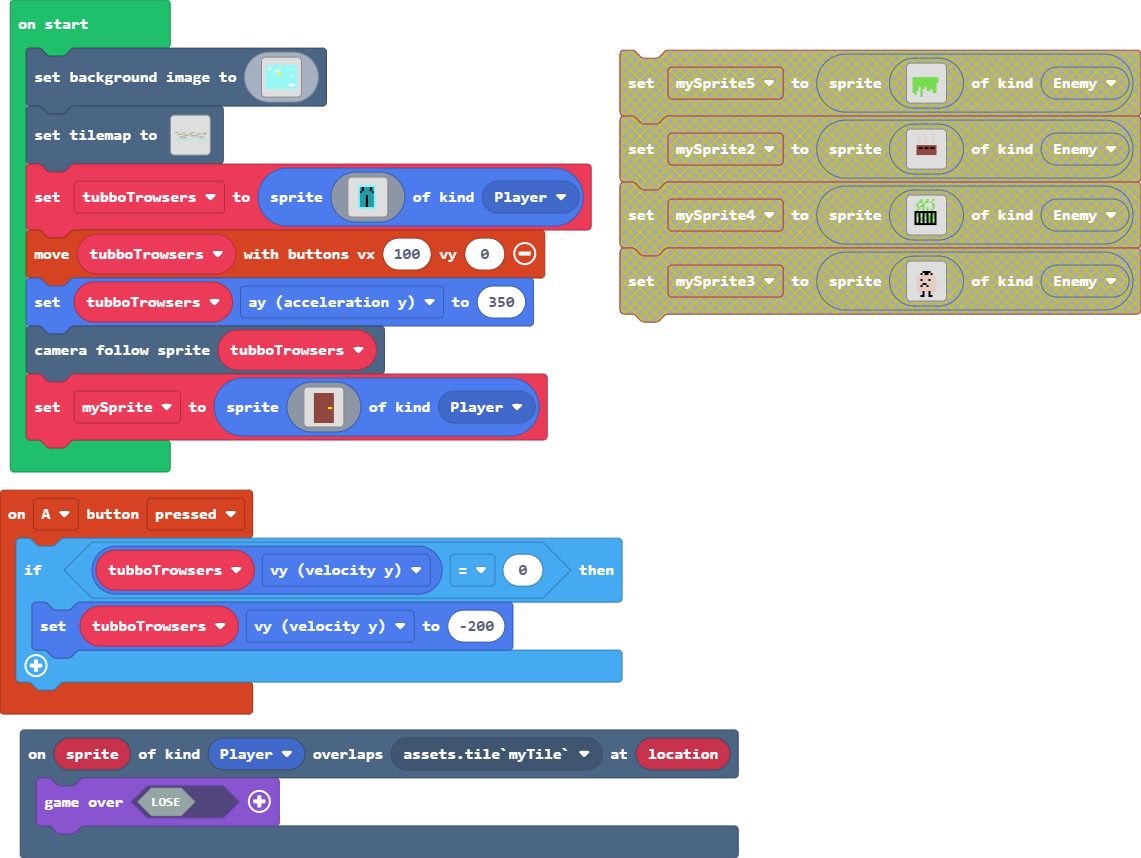 on start
set background image to
set tilemap to
set tubboTrowsers to sprite of kind Player
move tubboTrowsers with buttons vx 100 vy 0
set tubboTrowsers ay (acceleration y) to 350
camera follow sprite tubboTrowsers
set mySprite to sprite of kind Player
set mySprite5 to sprite of kind Enemy
set mySprite2 to sprite of kind Enemy
set mySprite4 to sprite of kind Enemy
set mySprite3 to sprite of kind Enemy
on A button pressed
if tubboTrowsers vy (velocity y) = 0 then
set tubboTrowsers vy (velocity y) to -200
on sprite of kind Player overlaps assets.tile`myTile` at location
game over LOSE